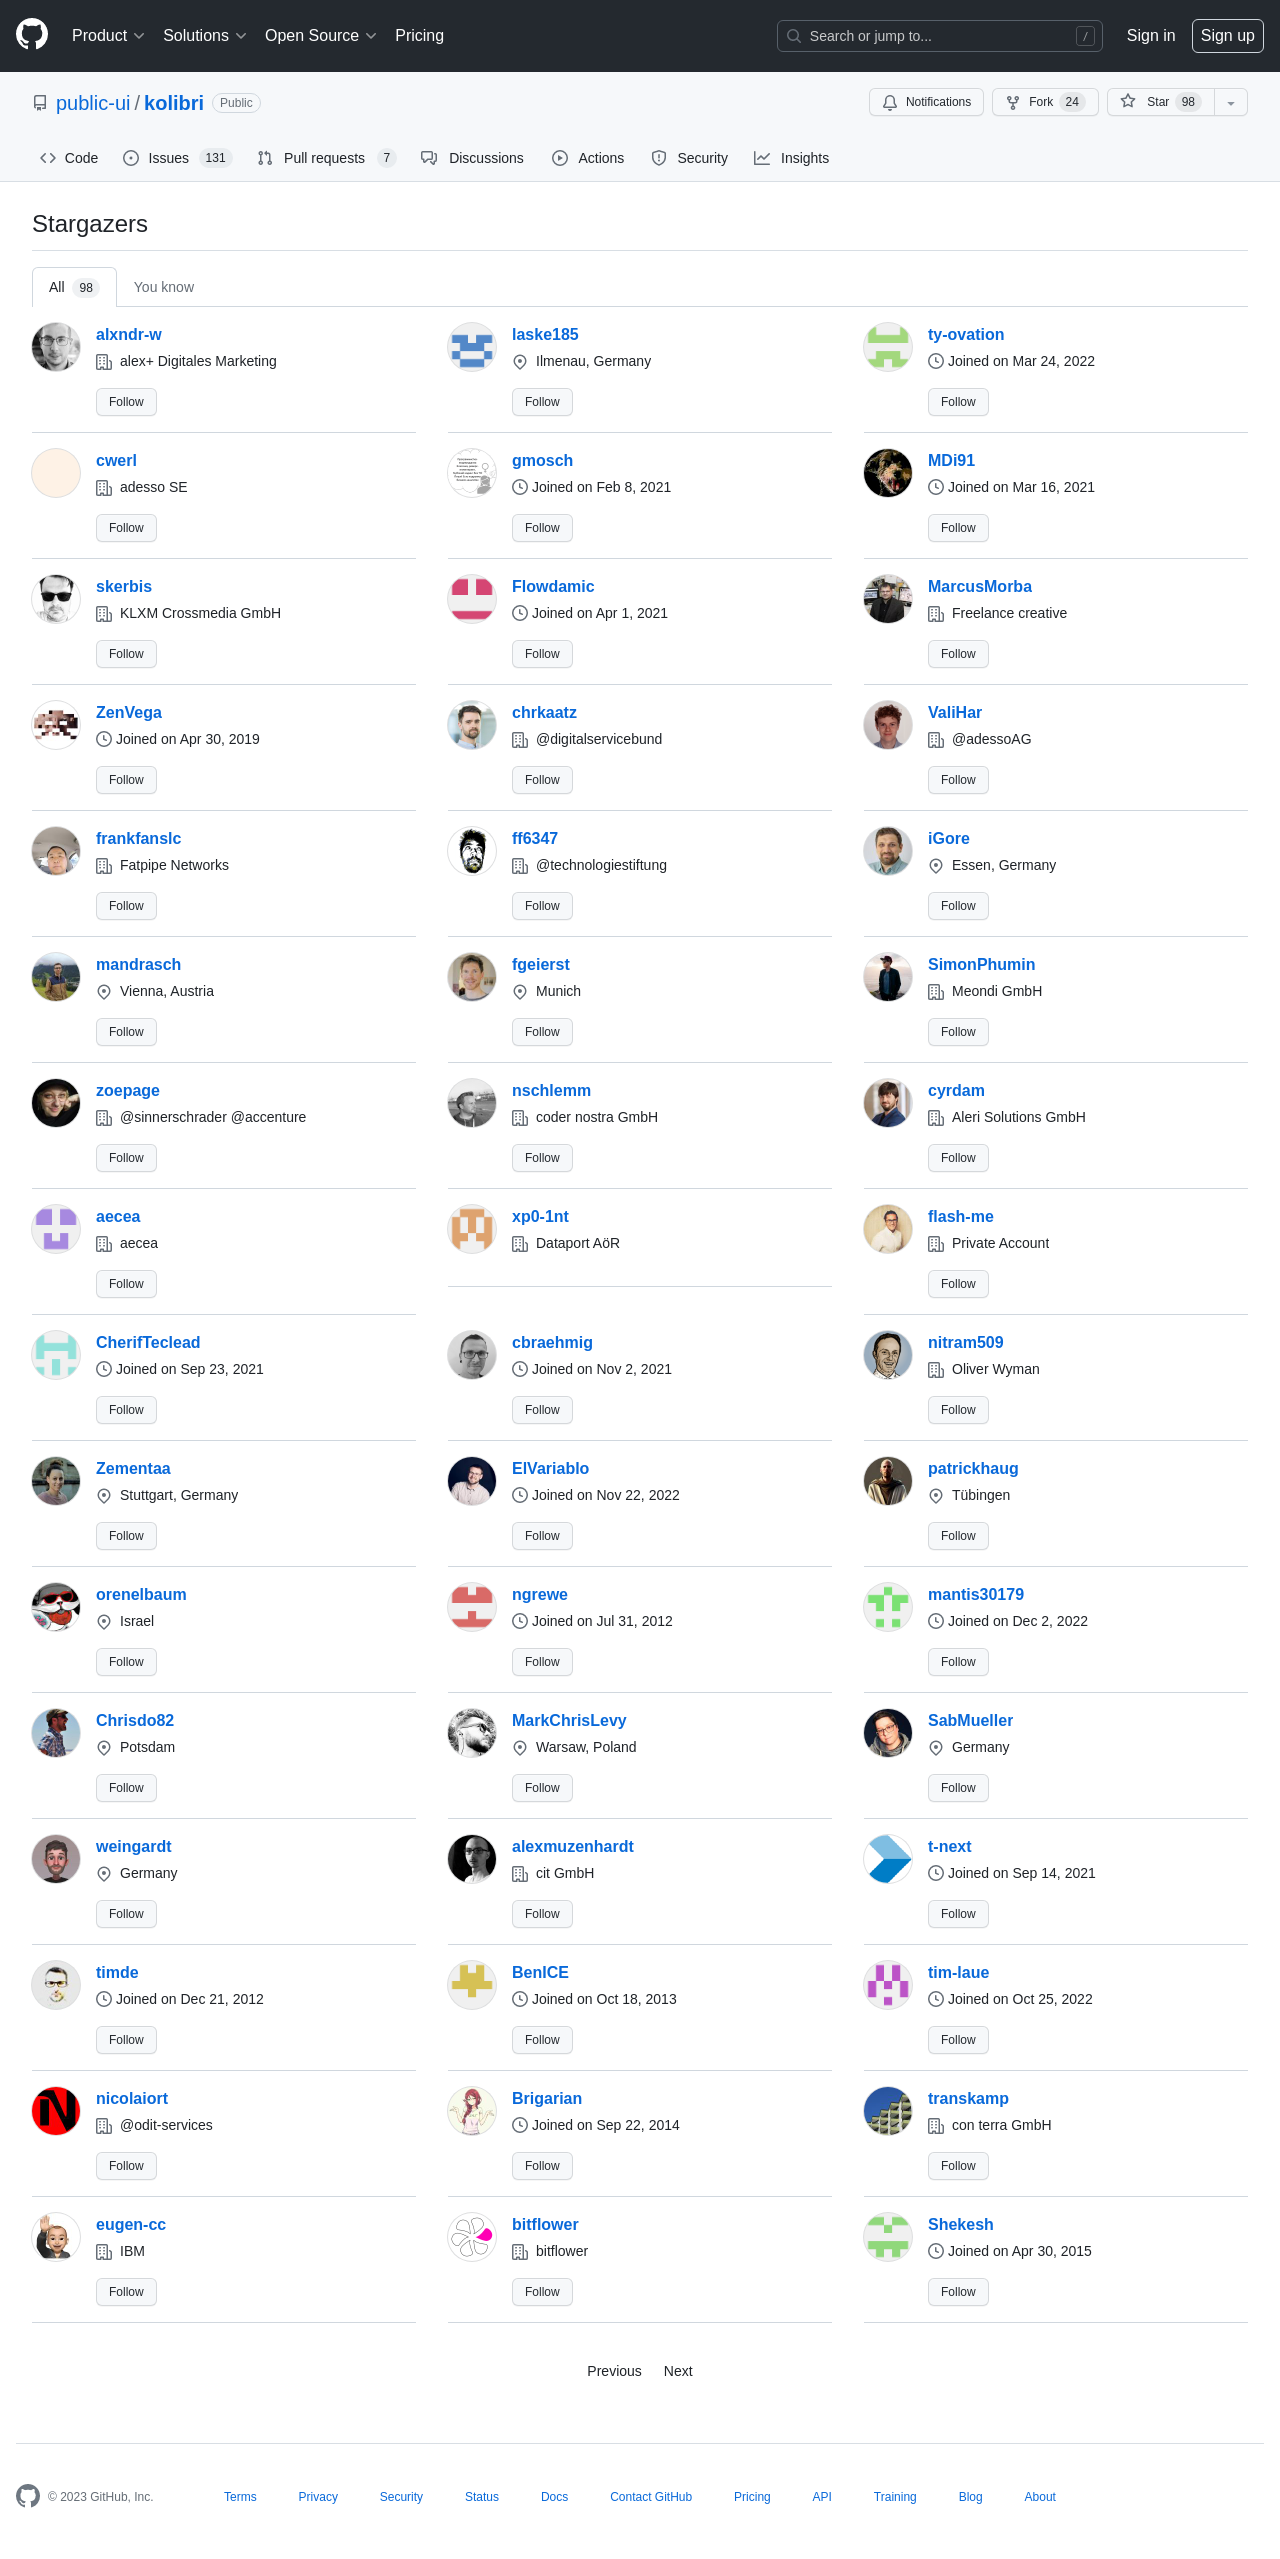 Product Solutions Open Source Pricing Search or jump to... / Sign in Sign up
public-ui / kolibri Public Notifications Fork 24 Star 98
Code Issues 131 Pull requests 7 Discussions Actions Security Insights
Stargazers
All 98 You know
alxndr-w laske185 ty-ovation
alex+ Digitales Marketing Ilmenau, Germany Joined on Mar 24, 2022
Follow Follow Follow
cwerl gmosch MDi91
adesso SE Joined on Feb 8, 2021 Joined on Mar 16, 2021
Follow Follow Follow
skerbis Flowdamic MarcusMorba
KLXM Crossmedia GmbH Joined on Apr 1, 2021 Freelance creative
Follow Follow Follow
ZenVega chrkaatz ValiHar
Joined on Apr 30, 2019 @digitalservicebund @adessoAG
Follow Follow Follow
frankfanslc ff6347 iGore
Fatpipe Networks @technologiestiftung Essen, Germany
Follow Follow Follow
mandrasch fgeierst SimonPhumin
Vienna, Austria Munich Meondi GmbH
Follow Follow Follow
zoepage nschlemm cyrdam
@sinnerschrader @accenture coder nostra GmbH Aleri Solutions GmbH
Follow Follow Follow
aecea xp0-1nt flash-me
aecea Dataport AöR Private Account
Follow Follow
CherifTeclead cbraehmig nitram509
Joined on Sep 23, 2021 Joined on Nov 2, 2021 Oliver Wyman
Follow Follow Follow
Zementaa ElVariablo patrickhaug
Stuttgart, Germany Joined on Nov 22, 2022 Tübingen
Follow Follow Follow
orenelbaum ngrewe mantis30179
Israel Joined on Jul 31, 2012 Joined on Dec 2, 2022
Follow Follow Follow
Chrisdo82 MarkChrisLevy SabMueller
Potsdam Warsaw, Poland Germany
Follow Follow Follow
weingardt alexmuzenhardt t-next
Germany cit GmbH Joined on Sep 14, 2021
Follow Follow Follow
timde BenICE tim-laue
Joined on Dec 21, 2012 Joined on Oct 18, 2013 Joined on Oct 25, 2022
Follow Follow Follow
nicolaiort Brigarian transkamp
@odit-services Joined on Sep 22, 2014 con terra GmbH
Follow Follow Follow
eugen-cc bitflower Shekesh
IBM bitflower Joined on Apr 30, 2015
Follow Follow Follow
Previous Next
© 2023 GitHub, Inc. Terms Privacy Security Status Docs Contact GitHub Pricing API Training Blog About